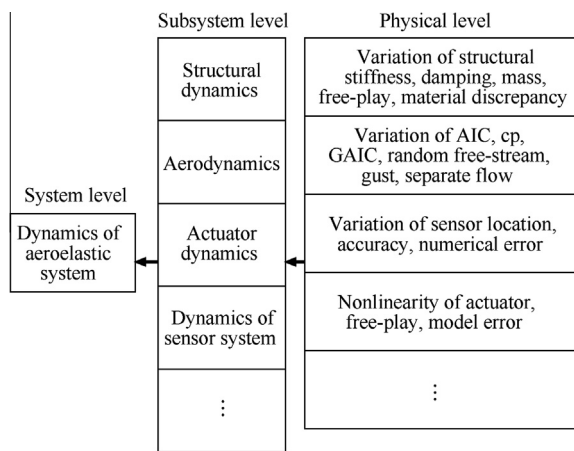 Subsystem level
Physical level
Structural
dynamics
Variation of structural
stiffness, damping, mass,
free-play, material discrepancy
Aerodynamics
Variation of AIC, cp,
GAIC, random free-stream,
gust, separate flow
System level
Dynamics of
aeroelastic
system
Actuator
dynamics
Variation of sensor location,
accuracy, numerical error
Dynamics of
sensor system
Nonlinearity of actuator,
free-play, model error
⋮
⋮